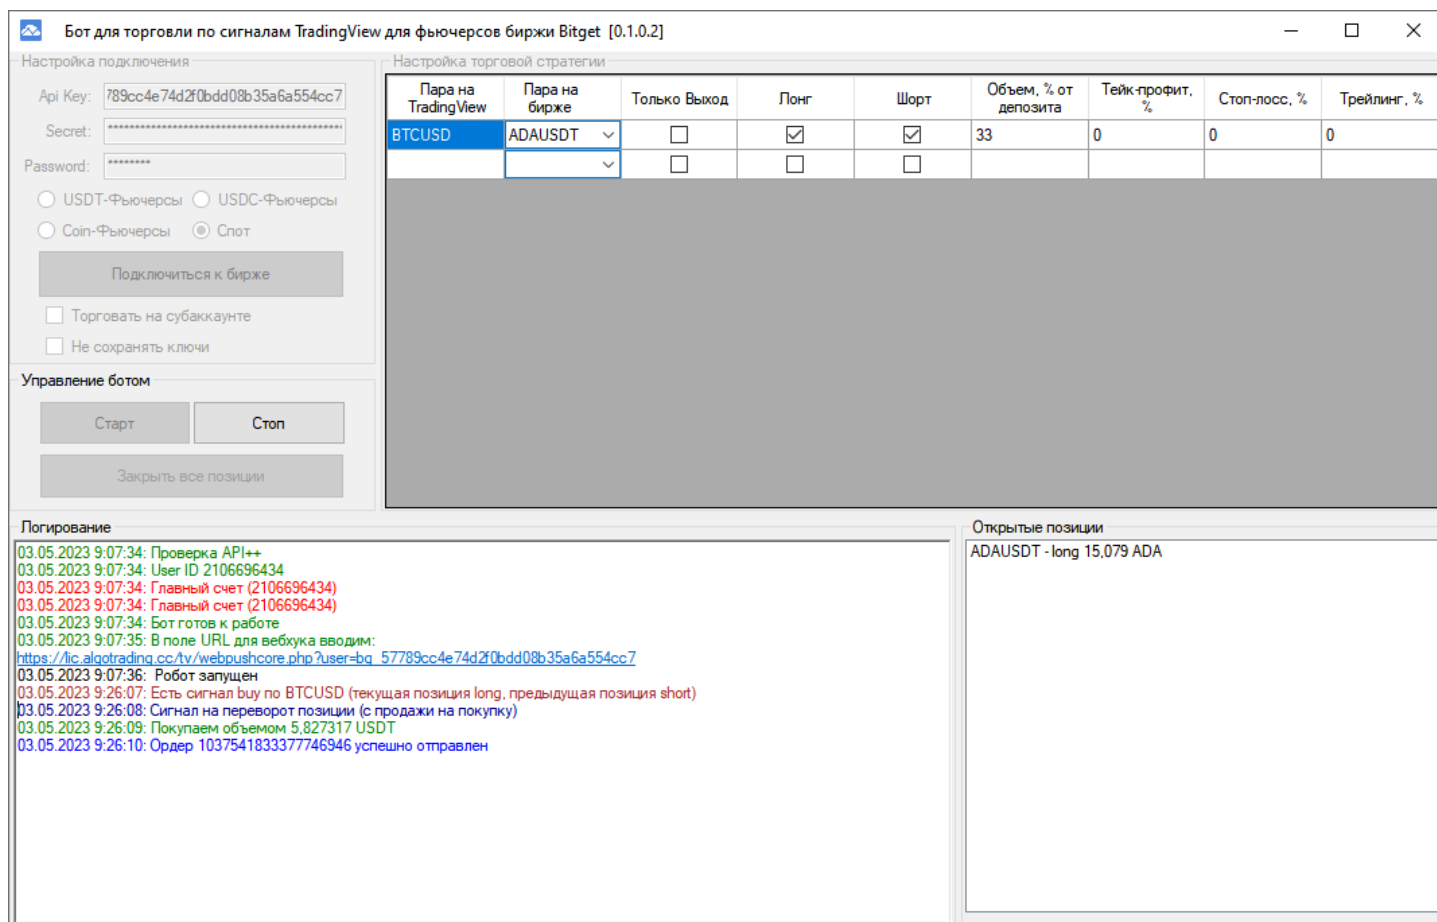 Бот для торговли по сигналам TradingView для фьючерсов биржи Bitget [0.1.0.2]
Настройка подключения
Api Key: 789cc4e74d2f0bdd08b35a6a554cc7
Secret: ********************************************
Password: ********
USDT-Фьючерсы USDC-Фьючерсы
Coin-Фьючерсы Спот
Подключиться к бирже
Торговать на субаккаунте
Не сохранять ключи
Управление ботом
Старт Стоп
Закрыть все позиции
Настройка торговой стратегии
Пара на TradingView Пара на бирже Только Выход Лонг Шорт Объем, % от депозита Тейк-профит, % Стоп-лосс, % Трейлинг, %
BTCUSD ADAUSDT 33 0 0 0
Логирование
03.05.2023 9:07:34: Проверка API++
03.05.2023 9:07:34: User ID 2106696434
03.05.2023 9:07:34: Главный счет (2106696434)
03.05.2023 9:07:34: Главный счет (2106696434)
03.05.2023 9:07:34: Бот готов к работе
03.05.2023 9:07:35: В поле URL для вебхука вводим:
https://lic.algotrading.cc/tv/webpushcore.php?user=bg_57789cc4e74d2f0bdd08b35a6a554cc7
03.05.2023 9:07:36: Робот запущен
03.05.2023 9:26:07: Есть сигнал buy по BTCUSD (текущая позиция long, предыдущая позиция short)
03.05.2023 9:26:08: Сигнал на переворот позиции (с продажи на покупку)
03.05.2023 9:26:09: Покупаем объемом 5,827317 USDT
03.05.2023 9:26:10: Ордер 1037541833377746946 успешно отправлен
Открытые позиции
ADAUSDT - long 15,079 ADA